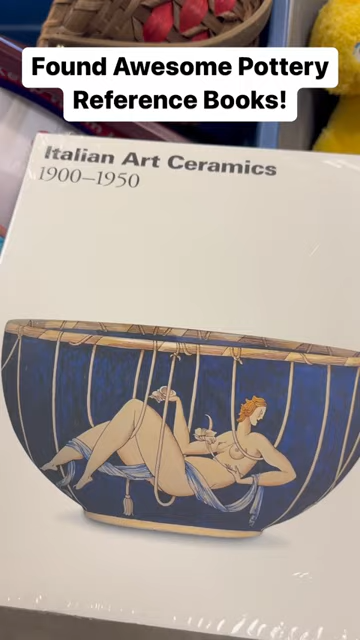 Found Awesome Pottery
Reference Books!
Italian Art Ceramics
1900–1950